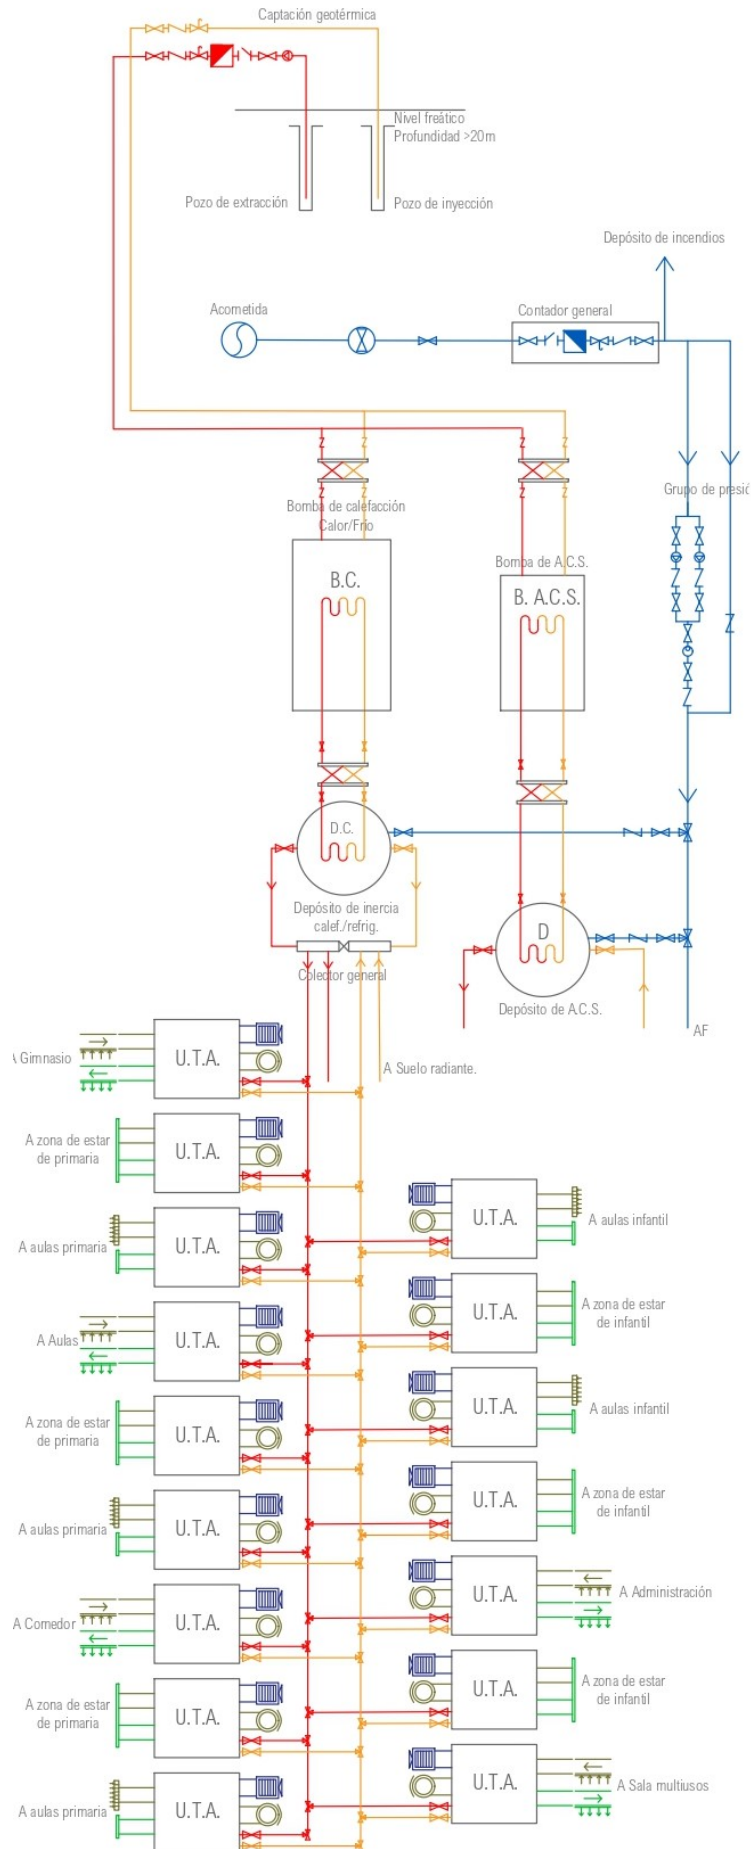 Captación geotérmica
Nivel freático
Profundidad >20m
Pozo de extracción
Pozo de inyección
Depósito de incendios
Acometida
Contador general
Grupo de presió
Bomba de calefacción
Calor/Frío
B.C.
Bomba de A.C.S.
B. A.C.S.
D.C.
Depósito de inercia
calef./refrig.
Colector general
D
Depósito de A.C.S.
AF
A Suelo radiante.
A Gimnasio
U.T.A.
A zona de estar
de primaria
U.T.A.
A aulas primaria
U.T.A.
U.T.A.
A aulas infantil
A Aulas
U.T.A.
U.T.A.
A zona de estar
de infantil
A zona de estar
de primaria
U.T.A.
U.T.A.
A aulas infantil
A aulas primaria
U.T.A.
U.T.A.
A zona de estar
de infantil
A Comedor
U.T.A.
U.T.A.
A Administración
A zona de estar
de primaria
U.T.A.
U.T.A.
A zona de estar
de infantil
A aulas primaria
U.T.A.
U.T.A.
A Sala multiusos